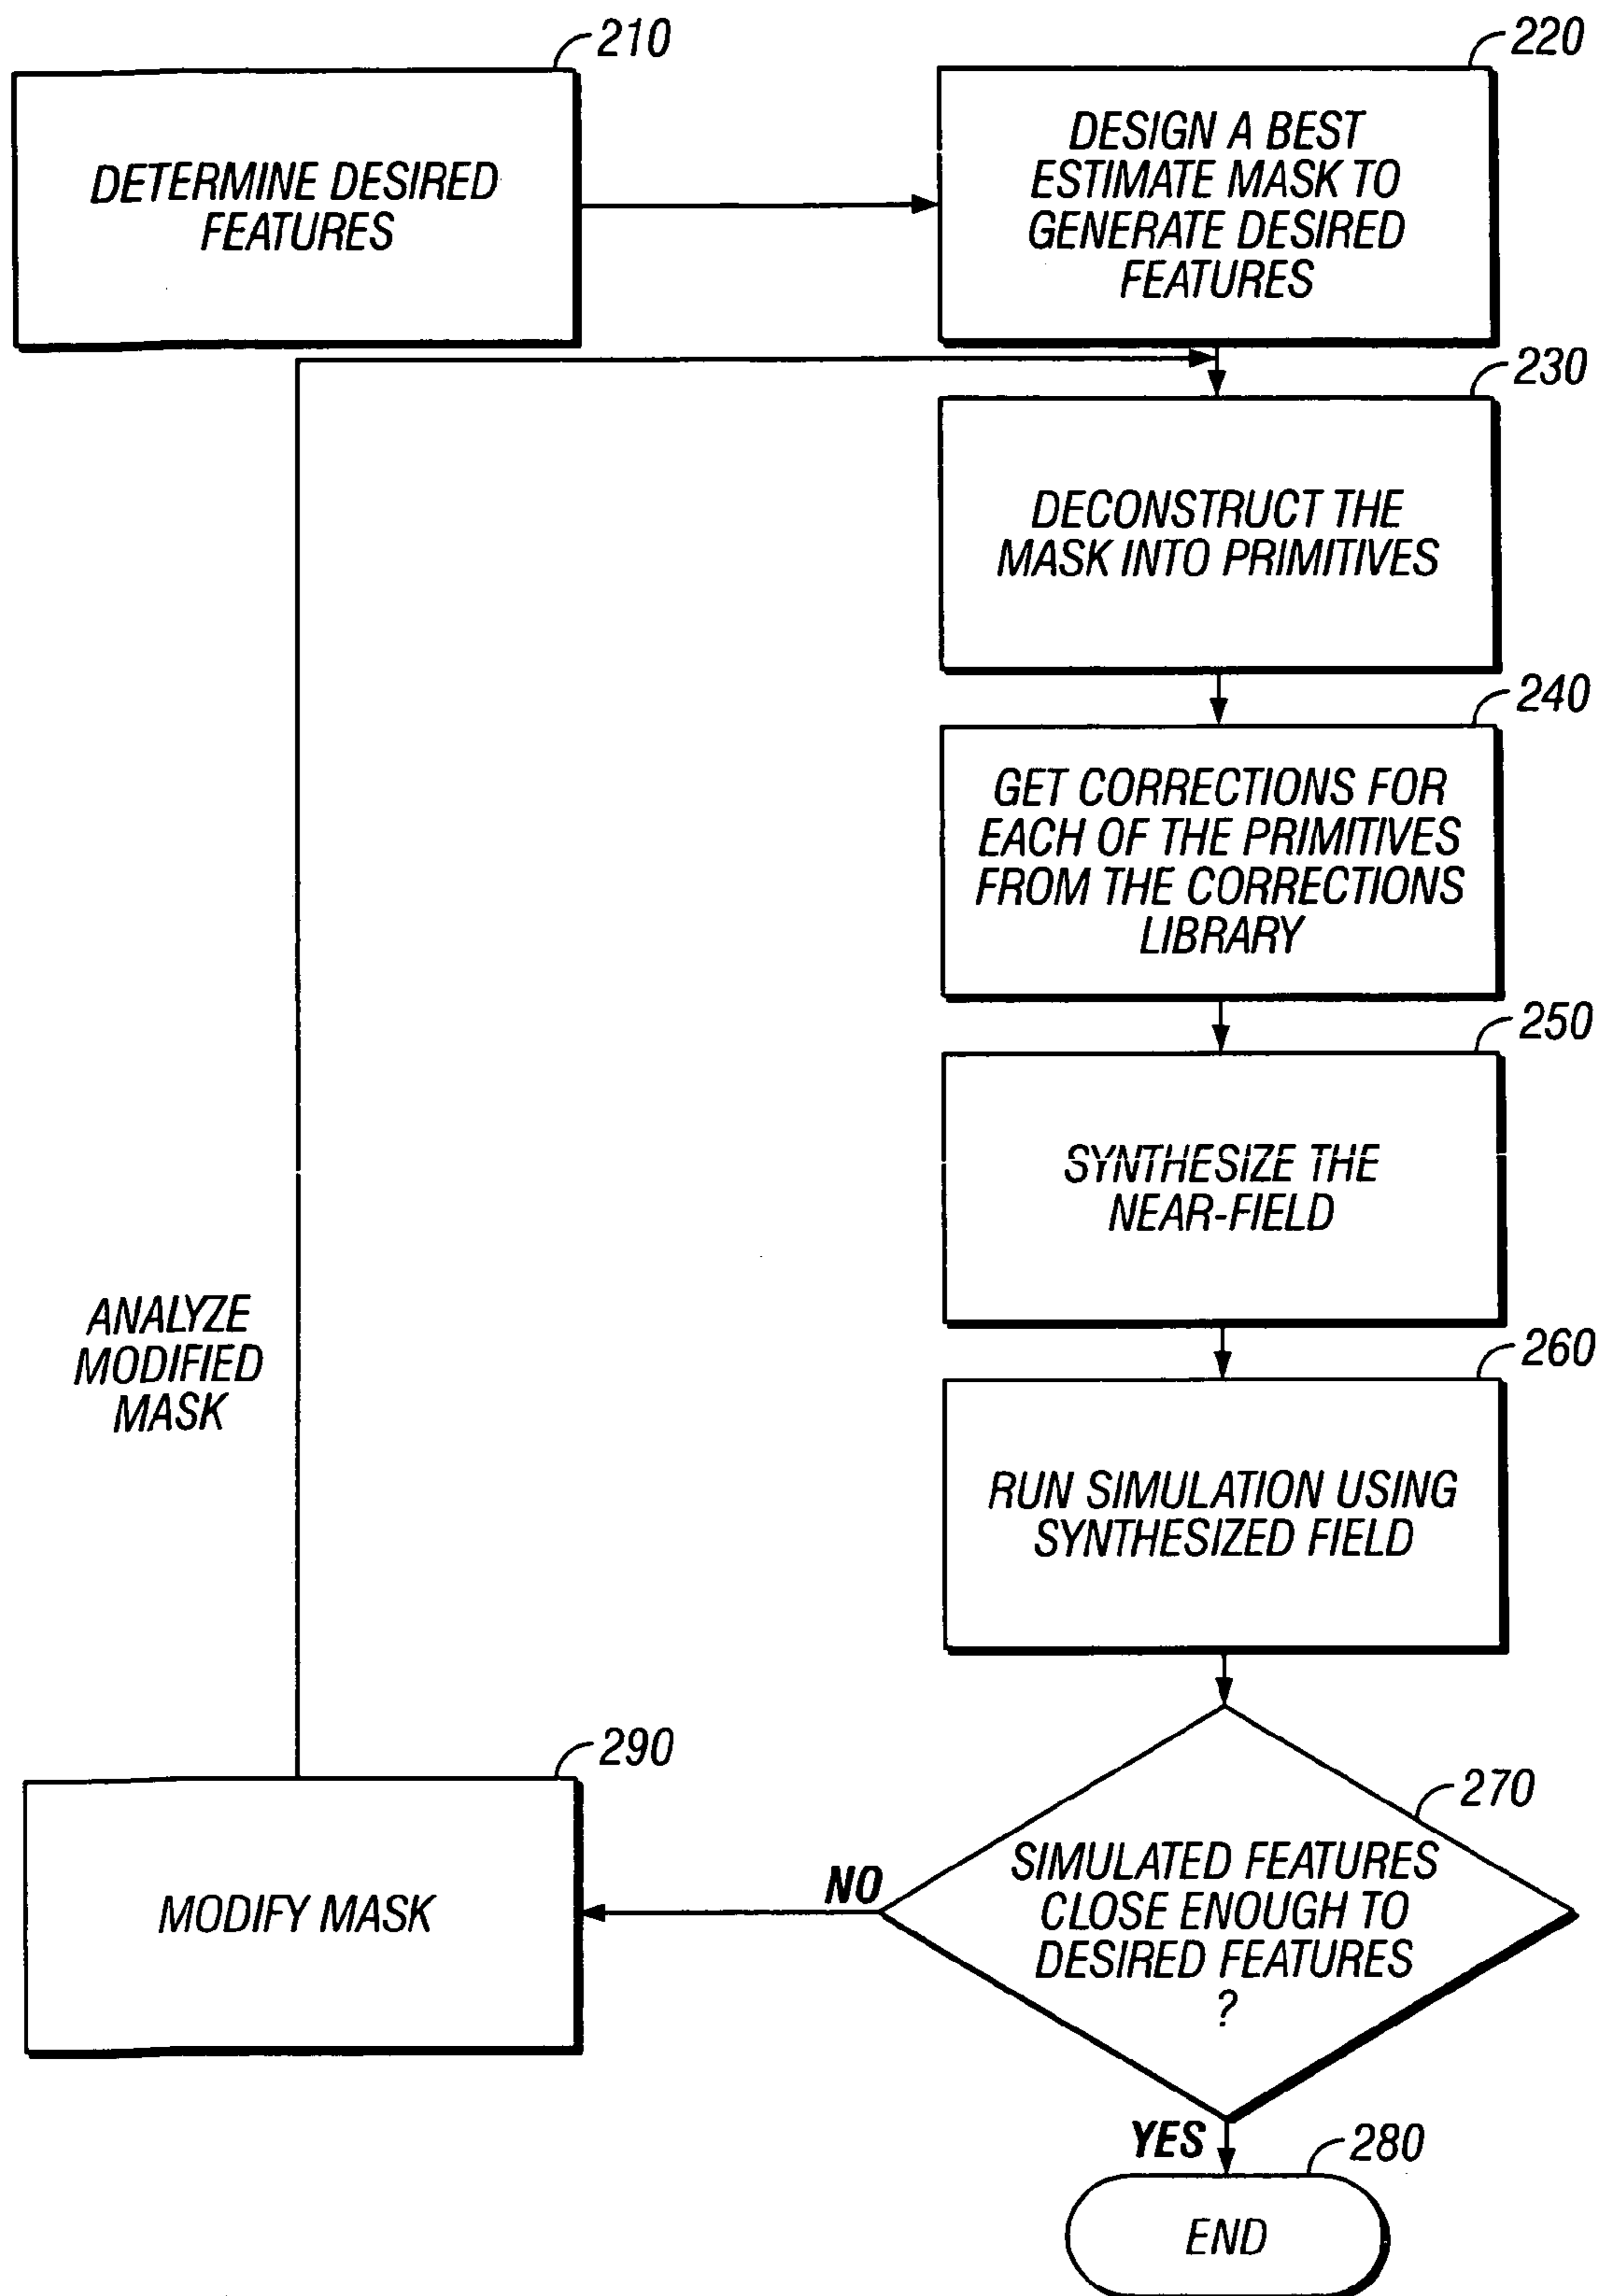 210
DETERMINE DESIRED
FEATURES
220
DESIGN A BEST
ESTIMATE MASK TO
GENERATE DESIRED
FEATURES
230
DECONSTRUCT THE
MASK INTO PRIMITIVES
240
GET CORRECTIONS FOR
EACH OF THE PRIMITIVES
FROM THE CORRECTIONS
LIBRARY
250
SYNTHESIZE THE
NEAR-FIELD
260
RUN SIMULATION USING
SYNTHESIZED FIELD
270
SIMULATED FEATURES
CLOSE ENOUGH TO
DESIRED FEATURES
?
NO
290
MODIFY MASK
ANALYZE
MODIFIED
MASK
YES
280
END